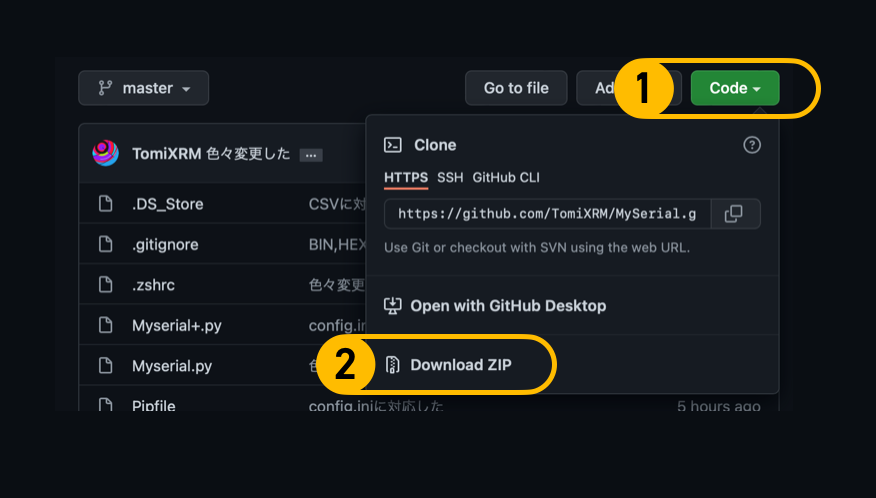 master
Go to file
Code
1
TomiXRM 色々変更した ...
Clone
HTTPS SSH GitHub CLI
.DS_Store
CSVに対
https://github.com/TomiXRM/MySerial.g
.gitignore
BIN,HEX
Use Git or checkout with SVN using the web URL.
.zshrc
色々変更
Open with GitHub Desktop
Myserial+.py
config.in
2
Download ZIP
Myserial.py
Pipfile
config.iniに対応した
5 hours ago